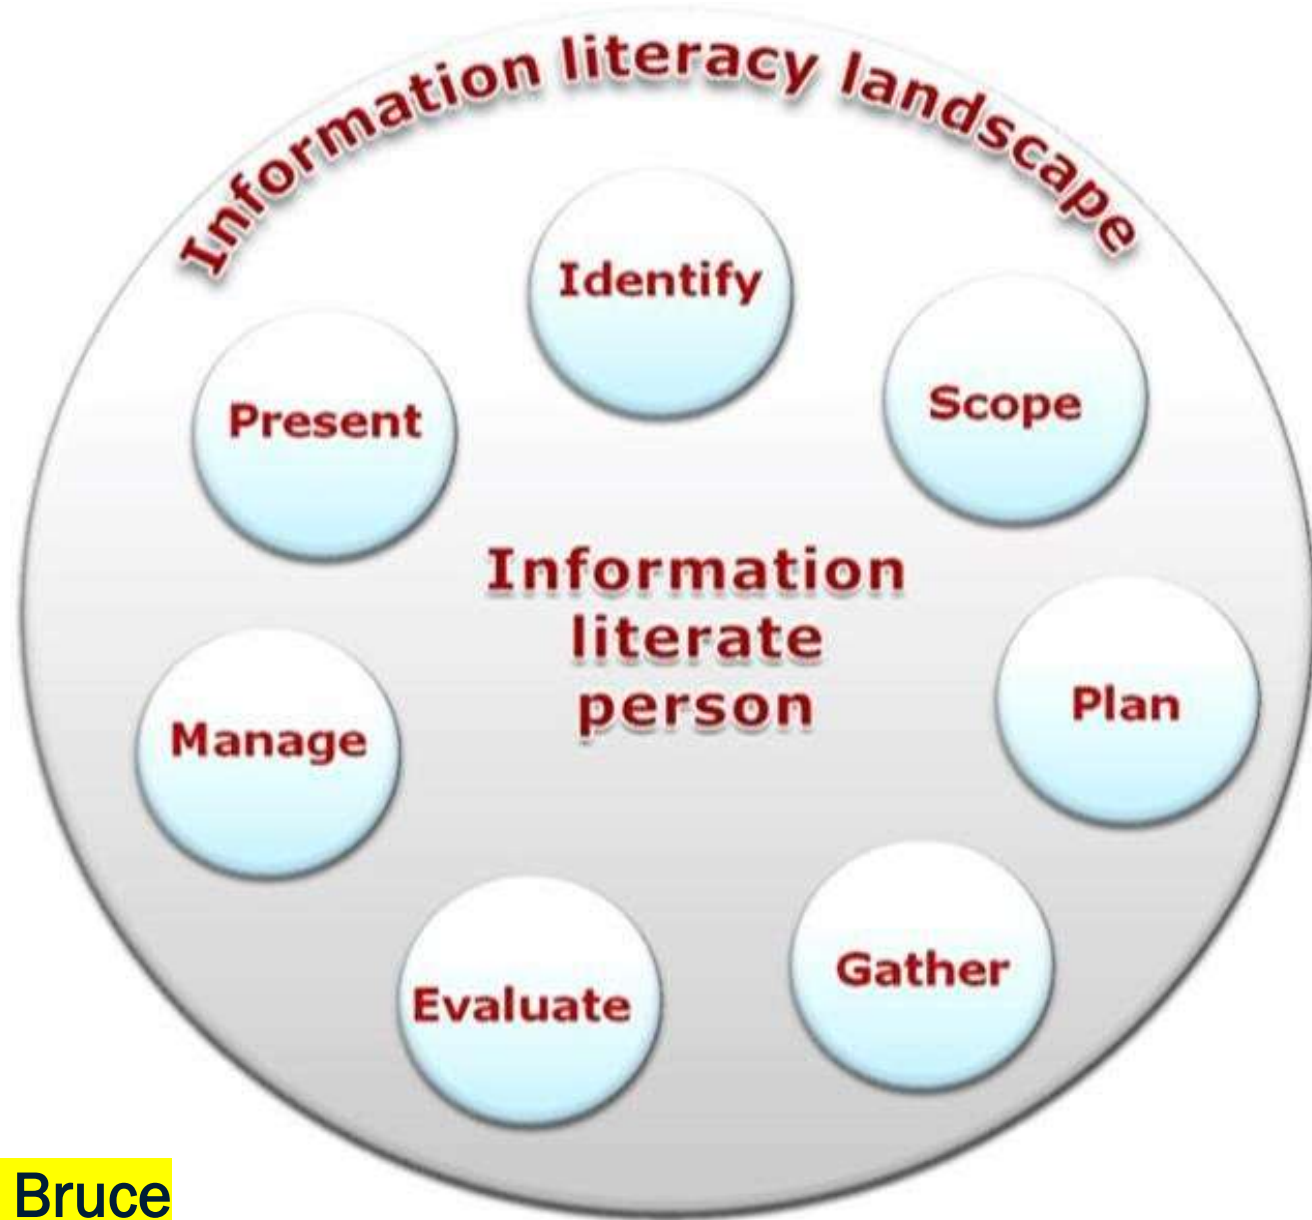 Information literacy landscape
Identify
Scope
Present
Information
literate
person
Plan
Manage
Gather
Evaluate
Bruce